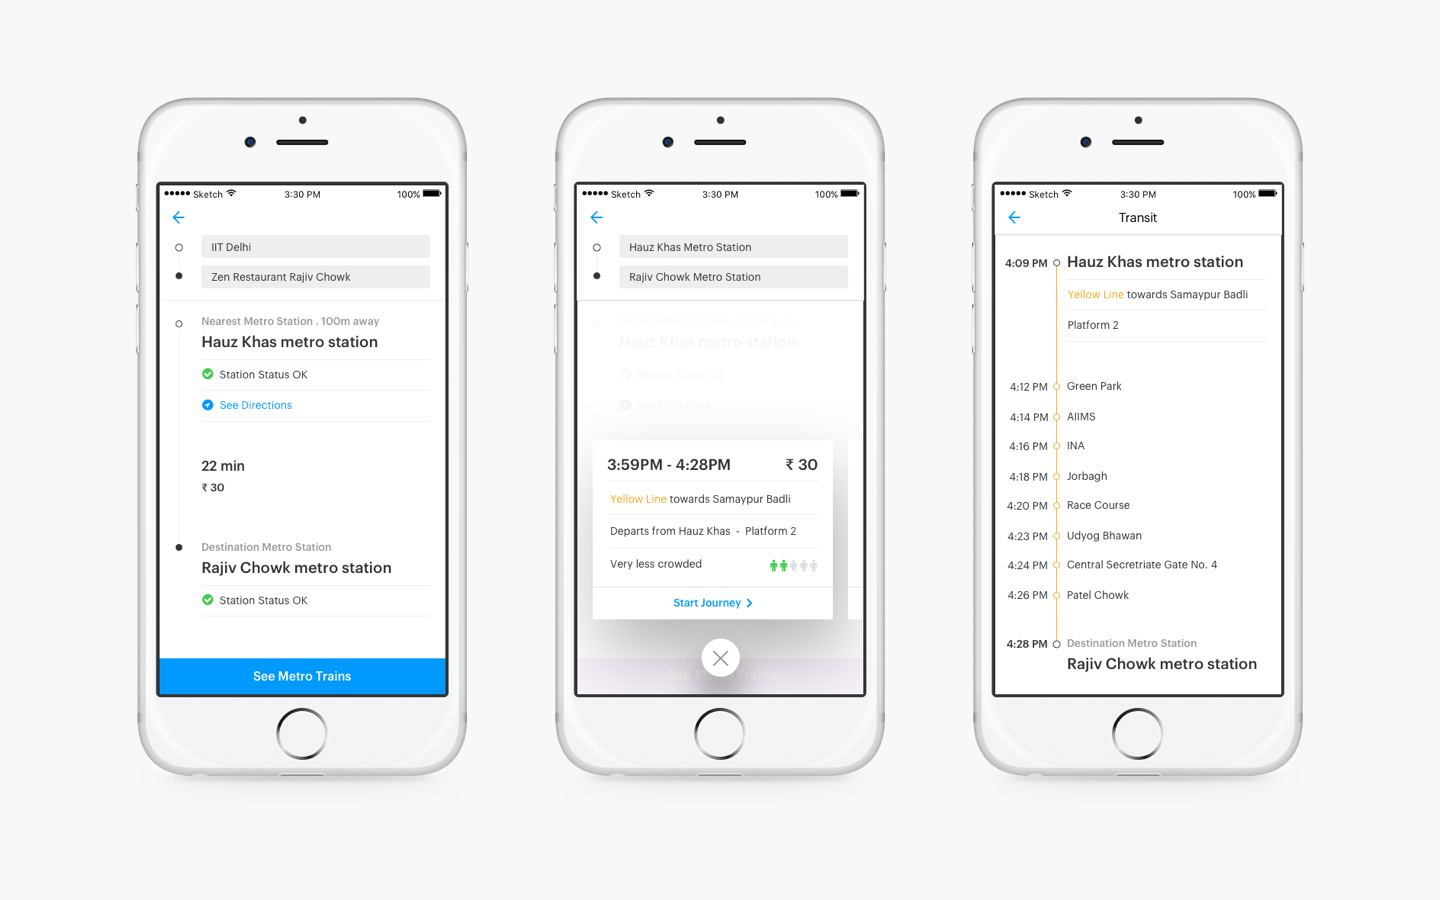 Sketch 3:30 PM 100%
IIT Delhi
Zen Restaurant Rajiv Chowk
Nearest Metro Station . 100m away
Hauz Khas metro station
Station Status OK
See Directions
22 min
₹ 30
Destination Metro Station
Rajiv Chowk metro station
Station Status OK
See Metro Trains
Sketch 3:30 PM 100%
Hauz Khas Metro Station
Rajiv Chowk Metro Station
Nearest Metro Station . 100m away
Hauz Khas metro station
Station Status OK
See Directions
3:59PM - 4:28PM ₹ 30
Yellow Line towards Samaypur Badli
Departs from Hauz Khas - Platform 2
Very less crowded
Start Journey
See Metro Trains
Sketch 3:30 PM 100%
Transit
4:09 PM Hauz Khas metro station
Yellow Line towards Samaypur Badli
Platform 2
4:12 PM Green Park
4:14 PM AIIMS
4:16 PM INA
4:18 PM Jorbagh
4:20 PM Race Course
4:23 PM Udyog Bhawan
4:24 PM Central Secretriate Gate No. 4
4:26 PM Patel Chowk
4:28 PM Destination Metro Station
Rajiv Chowk metro station